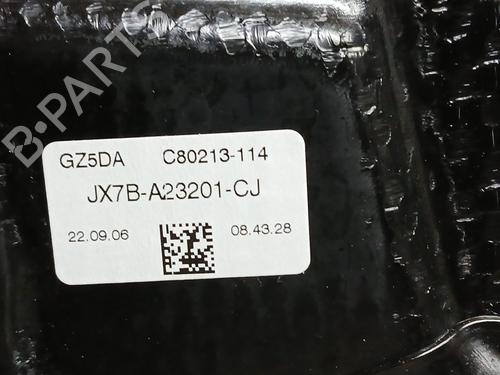 B-PARTS
GZ5DA C80213-114
JX7B-A23201-CJ
22.09.06 08.43.28